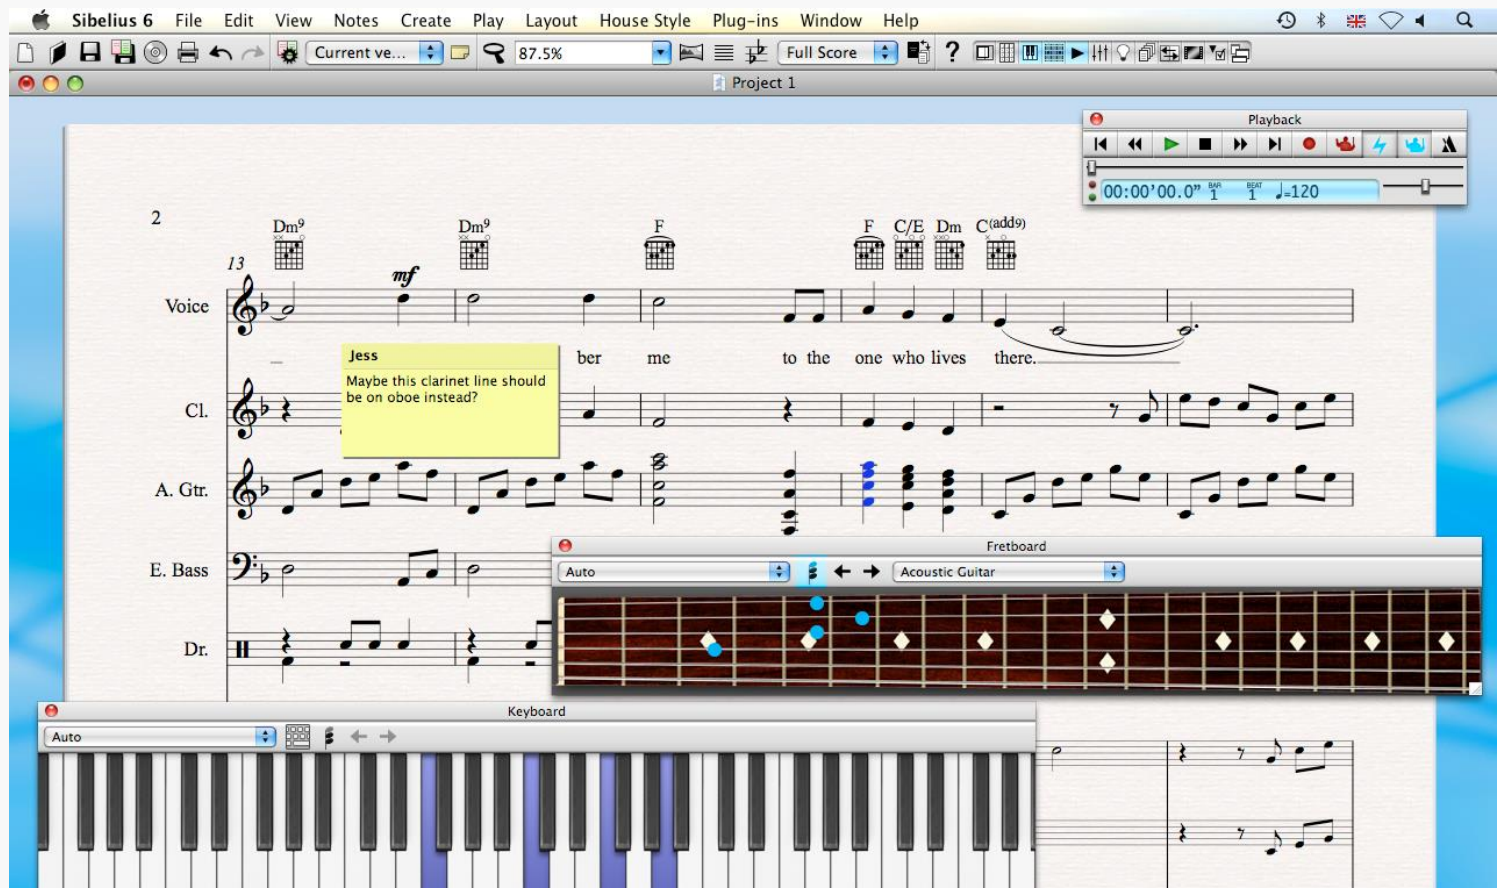 Sibelius 6 File Edit View Notes Create Play Layout House Style Plug-ins Window Help
Current ve... 87.5% Full Score ?
Project 1
Playback
00:00'00.0" BAR 1 BEAT 1 ♩=120
2
Dm9 Dm9 F F C/E Dm C(add9)
13
mf
Voice
ber me to the one who lives there.
Jess
Maybe this clarinet line should
be on oboe instead?
Cl.
A. Gtr.
E. Bass
Dr.
Fretboard
Auto Acoustic Guitar
Keyboard
Auto